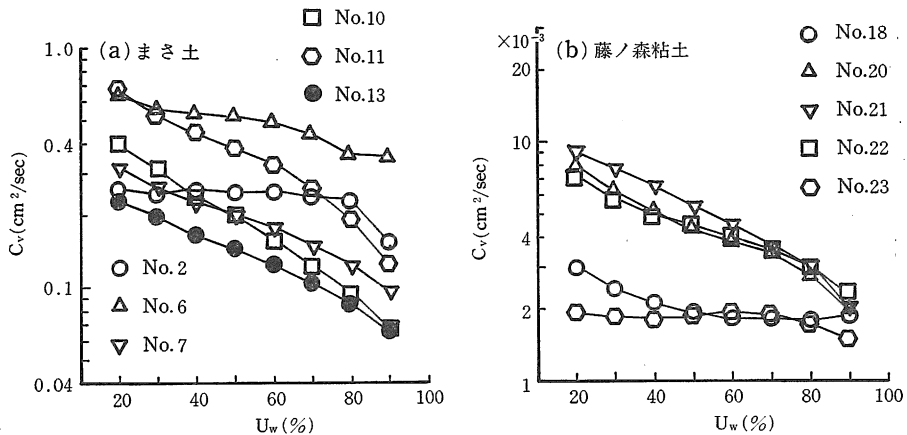 (a) まさ土
No.10
No.11
No.13
1.0
0.4
0.1
0.04
Cv(cm²/sec)
No.2
No.6
No.7
20 40 60 80 100
Uw(%)
(b) 藤ノ森粘土
×10⁻³
No.18
No.20
No.21
No.22
No.23
20
10
4
2
1
Cv(cm²/sec)
20 40 60 80 100
Uw(%)